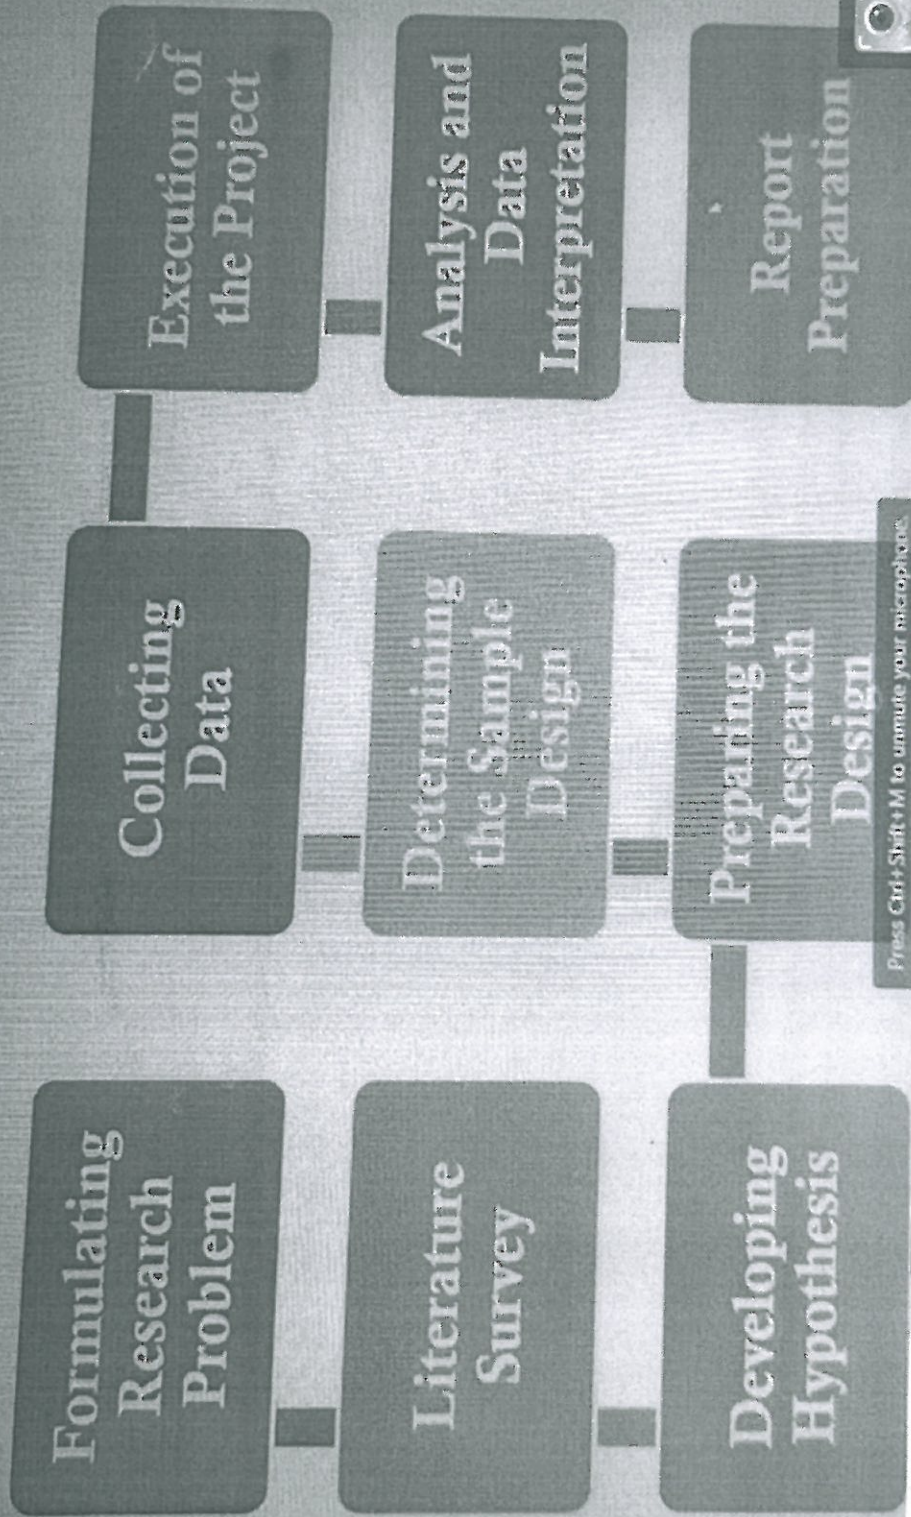 Formulating
Research
Problem
Literature
Survey
Developing
Hypothesis
Preparing the
Research
Design
Determining
the Sample
Design
Collecting
Data
Execution of
the Project
Analysis and
Data
Interpretation
Report
Preparation
Press Ctrl+Shift+M to unmute your microphone.